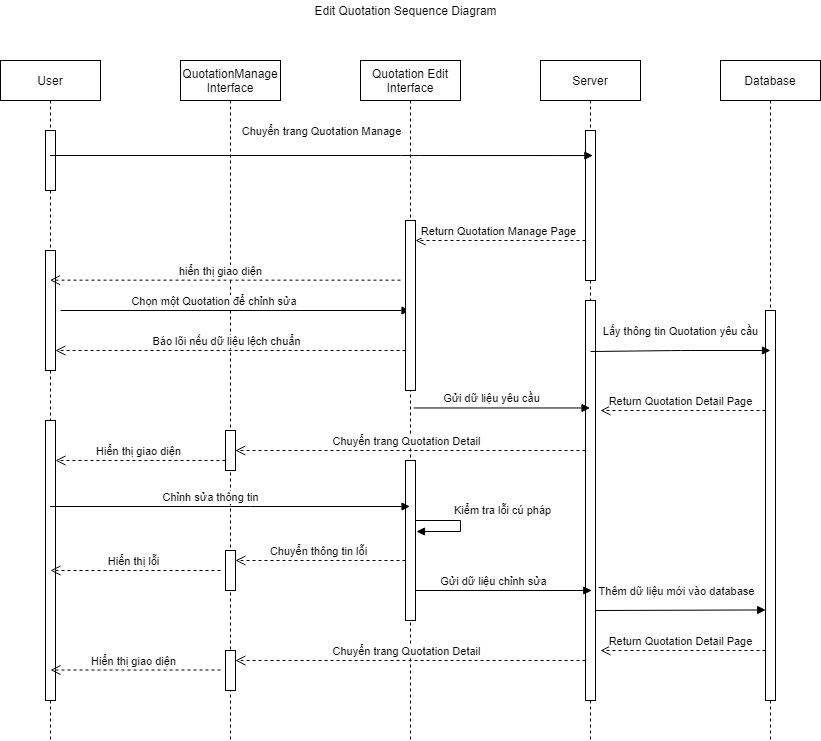 Edit Quotation Sequence Diagram
User
QuotationManage
Interface
Quotation Edit
Interface
Server
Database
Chuyển trang Quotation Manage
Return Quotation Manage Page
hiển thị giao diện
Chọn một Quotation để chỉnh sửa
Lấy thông tin Quotation yêu cầu
Báo lõi nếu dữ liệu lệch chuẩn
Gửi dữ liệu yêu cầu
Return Quotation Detail Page
Chuyển trang Quotation Detail
Hiển thị giao diện
Chỉnh sửa thông tin
Kiểm tra lỗi cú pháp
Chuyển thông tin lỗi
Hiển thị lỗi
Gửi dữ liệu chỉnh sửa
Thêm dữ liệu mới vào database
Return Quotation Detail Page
Chuyển trang Quotation Detail
Hiển thị giao diện